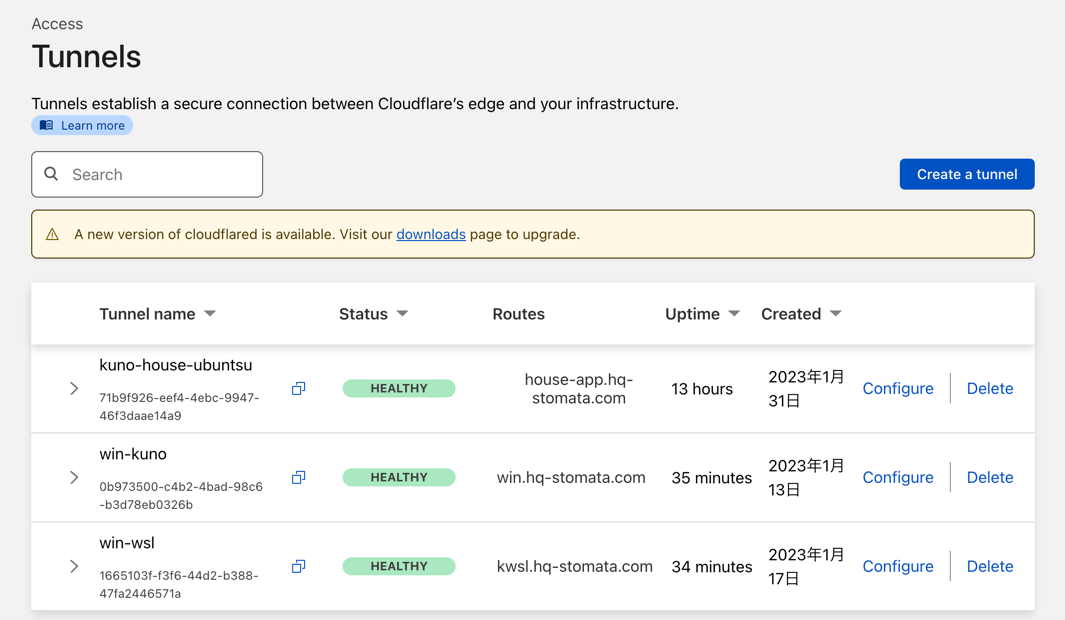 Access
Tunnels
Tunnels establish a secure connection between Cloudflare's edge and your infrastructure.
Learn more
Search
Create a tunnel
A new version of cloudflared is available. Visit our downloads page to upgrade.
Tunnel name Status Routes Uptime Created
kuno-house-ubuntsu
71b9f926-eef4-4ebc-9947-
46f3daae14a9
HEALTHY
house-app.hq-
stomata.com
13 hours
2023年1月
31日
Configure
Delete
win-kuno
0b973500-c4b2-4bad-98c6
-b3d78eb0326b
HEALTHY
win.hq-stomata.com
35 minutes
2023年1月
13日
Configure
Delete
win-wsl
1665103f-f3f6-44d2-b388-
47fa2446571a
HEALTHY
kwsl.hq-stomata.com
34 minutes
2023年1月
17日
Configure
Delete